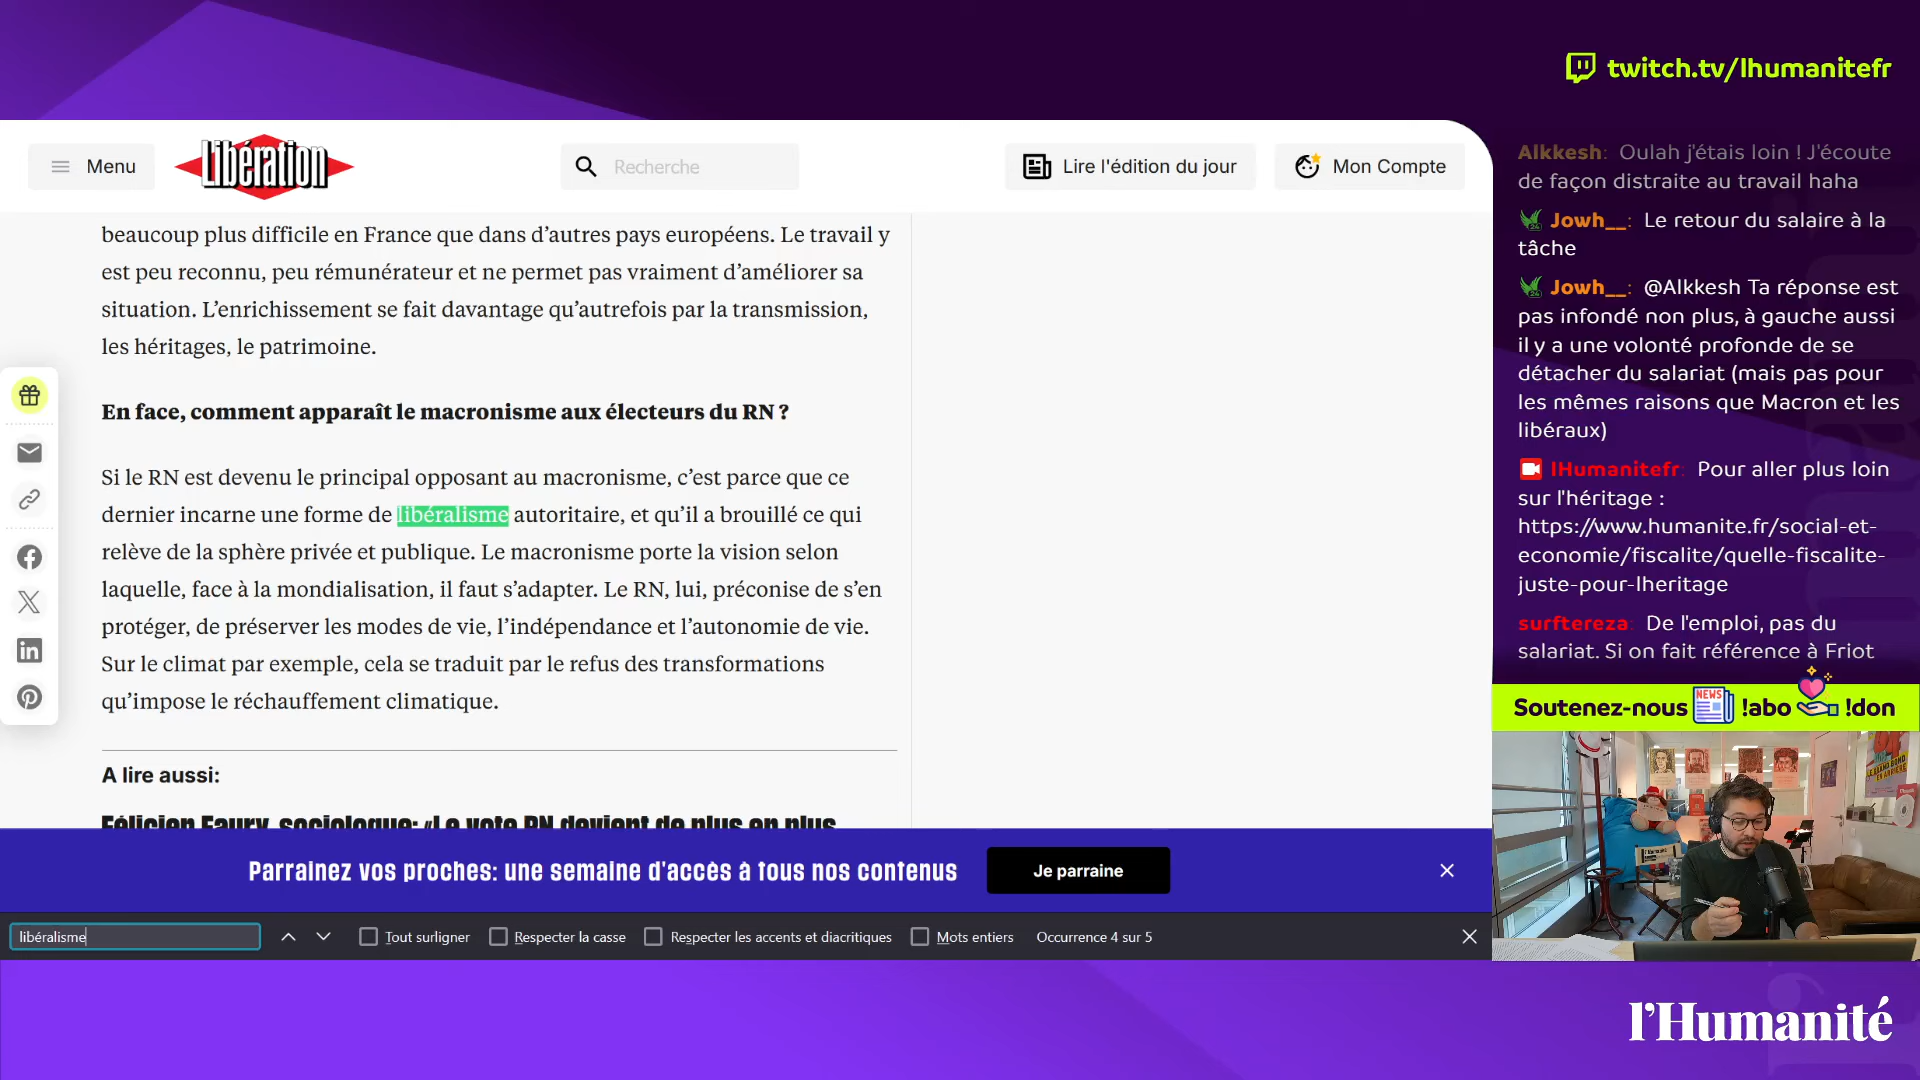 twitch.tv/lhumanitefr
Menu
Libération
Recherche
Lire l'édition du jour
Mon Compte
beaucoup plus difficile en France que dans d’autres pays européens. Le travail y
est peu reconnu, peu rémunérateur et ne permet pas vraiment d’améliorer sa
situation. L’enrichissement se fait davantage qu’autrefois par la transmission,
les héritages, le patrimoine.
En face, comment apparaît le macronisme aux électeurs du RN ?
Si le RN est devenu le principal opposant au macronisme, c’est parce que ce
dernier incarne une forme de libéralisme autoritaire, et qu’il a brouillé ce qui
relève de la sphère privée et publique. Le macronisme porte la vision selon
laquelle, face à la mondialisation, il faut s’adapter. Le RN, lui, préconise de s’en
protéger, de préserver les modes de vie, l’indépendance et l’autonomie de vie.
Sur le climat par exemple, cela se traduit par le refus des transformations
qu’impose le réchauffement climatique.
A lire aussi:
Félicien Faury, sociologue: «Le vote RN devient de plus en plus
Parrainez vos proches: une semaine d'accès à tous nos contenus
Je parraine
libéralisme
Tout surligner
Respecter la casse
Respecter les accents et diacritiques
Mots entiers
Occurrence 4 sur 5
Alkkesh: Oulah j'étais loin ! J'écoute
de façon distraite au travail haha
Jowh__: Le retour du salaire à la
tâche
Jowh__: @Alkkesh Ta réponse est
pas infondé non plus, à gauche aussi
il y a une volonté profonde de se
détacher du salariat (mais pas pour
les mêmes raisons que Macron et les
libéraux)
lHumanitefr: Pour aller plus loin
sur l'héritage :
https://www.humanite.fr/social-et-
economie/fiscalite/quelle-fiscalite-
juste-pour-lheritage
surftereza: De l'emploi, pas du
salariat. Si on fait référence à Friot
Soutenez-nous
NEWS
!abo
!don
l'Humanité